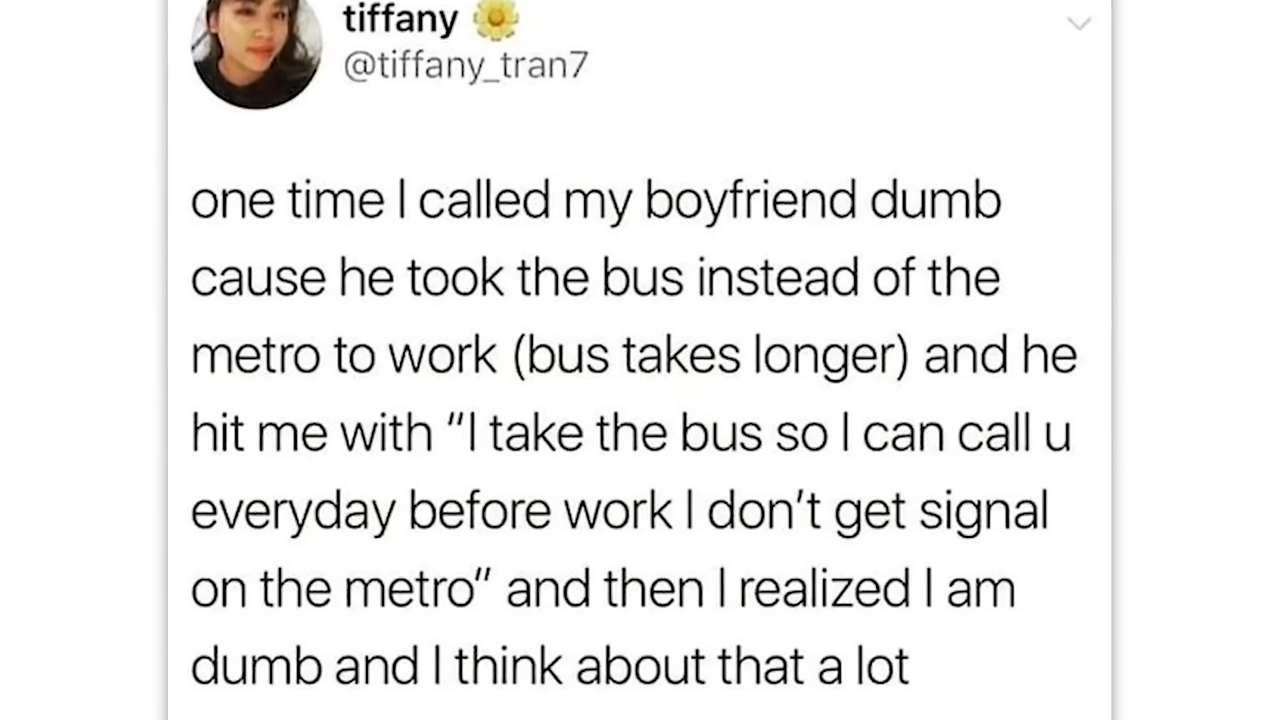 tiffany 🌼
@tiffany_tran7
one time I called my boyfriend dumb
cause he took the bus instead of the
metro to work (bus takes longer) and he
hit me with "I take the bus so I can call u
everyday before work I don't get signal
on the metro" and then I realized I am
dumb and I think about that a lot